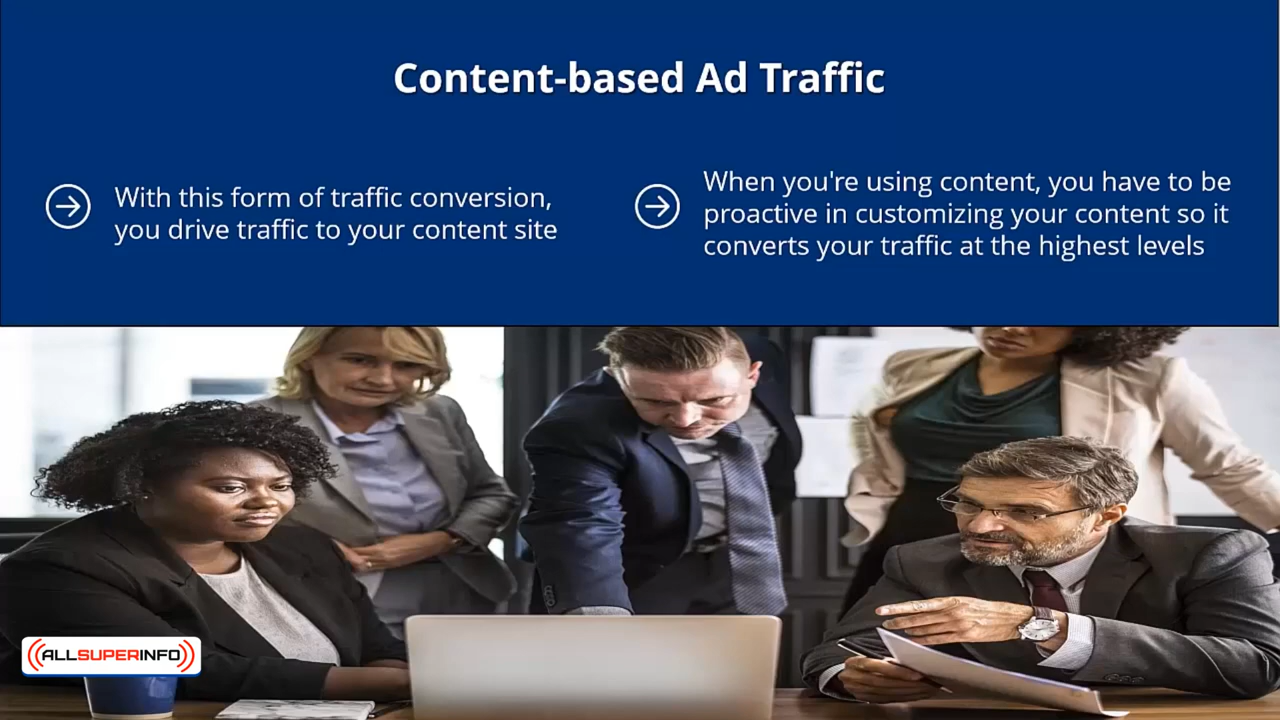 Content-based Ad Traffic
With this form of traffic conversion,
you drive traffic to your content site
When you're using content, you have to be
proactive in customizing your content so it
converts your traffic at the highest levels
ALLSUPERINFO